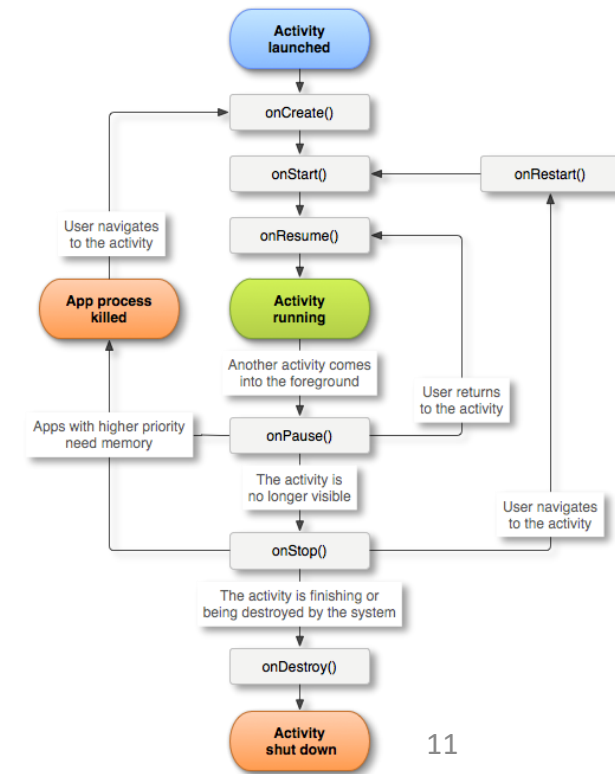 Activity
launched
onCreate()
onStart()
onRestart()
User navigates
to the activity
onResume()
App process
killed
Activity
running
Another activity comes
into the foreground
User returns
to the activity
Apps with higher priority
need memory
onPause()
The activity is
no longer visible
User navigates
to the activity
onStop()
The activity is finishing or
being destroyed by the system
onDestroy()
Activity
shut down
11